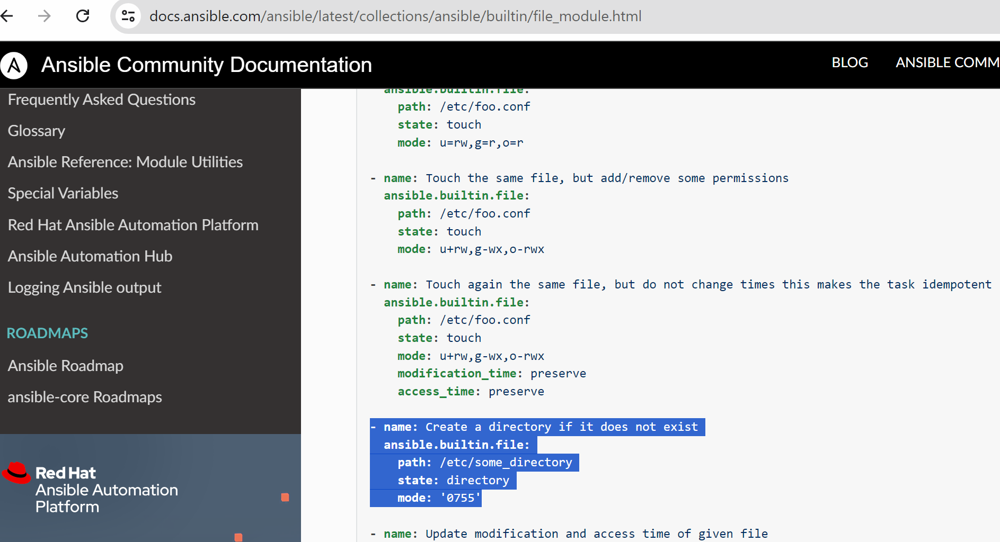 docs.ansible.com/ansible/latest/collections/ansible/builtin/file_module.html
Ansible Community Documentation
BLOG
ANSIBLE COMM
Frequently Asked Questions
Glossary
Ansible Reference: Module Utilities
Special Variables
Red Hat Ansible Automation Platform
Ansible Automation Hub
Logging Ansible output
ROADMAPS
Ansible Roadmap
ansible-core Roadmaps
Red Hat
Ansible Automation
Platform
ansible.builtin.file:
path: /etc/foo.conf
state: touch
mode: u=rw,g=r,o=r
- name: Touch the same file, but add/remove some permissions
ansible.builtin.file:
path: /etc/foo.conf
state: touch
mode: u+rw,g-wx,o-rwx
- name: Touch again the same file, but do not change times this makes the task idempotent
ansible.builtin.file:
path: /etc/foo.conf
state: touch
mode: u+rw,g-wx,o-rwx
modification_time: preserve
access_time: preserve
- name: Create a directory if it does not exist
ansible.builtin.file:
path: /etc/some_directory
state: directory
mode: '0755'
- name: Update modification and access time of given file